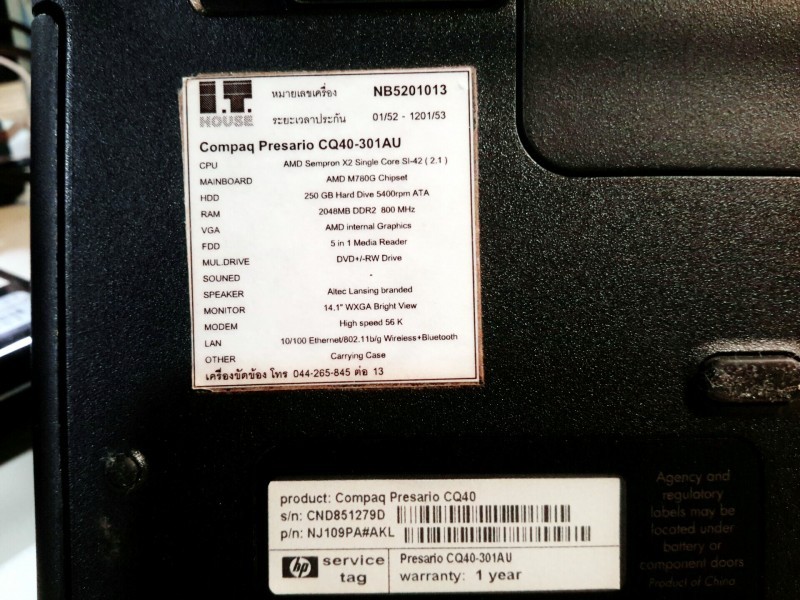 I.T. หมายเลขเครื่อง NB5201013
HOUSE ระยะเวลาประกัน 01/52 - 1201/53
Compaq Presario CQ40-301AU
CPU AMD Sempron X2 Single Core SI-42 ( 2.1 )
MAINBOARD AMD M780G Chipset
HDD 250 GB Hard Dive 5400rpm ATA
RAM 2048MB DDR2 800 MHz
VGA AMD internal Graphics
FDD 5 in 1 Media Reader
MUL.DRIVE DVD+/-RW Drive
SOUNED -
SPEAKER Altec Lansing branded
MONITOR 14.1" WXGA Bright View
MODEM High speed 56 K
LAN 10/100 Ethernet/802.11b/g Wireless+Bluetooth
OTHER Carrying Case
เครื่องขัดข้อง โทร 044-265-845 ต่อ 13
product: Compaq Presario CQ40
s/n: CND851279D
p/n: NJ109PA#AKL
hp service tag
Presario CQ40-301AU
warranty: 1 year
Agency and
regulatory
labels may be
located under
battery or
component doors
Product of China